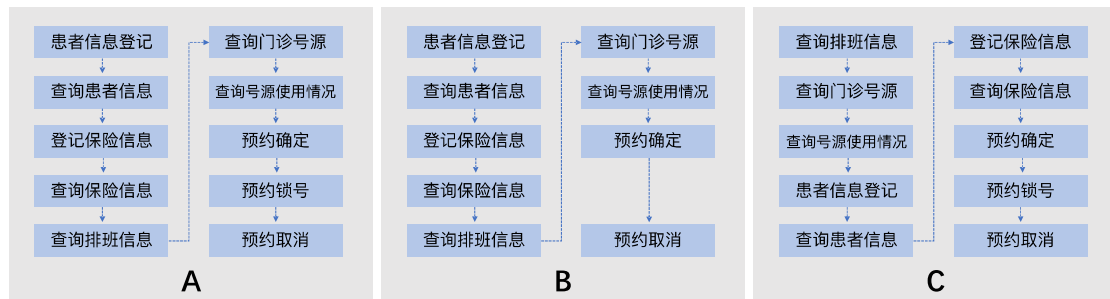 患者信息登记
查询患者信息
登记保险信息
查询保险信息
查询排班信息
查询门诊号源
查询号源使用情况
预约确定
预约锁号
预约取消
A
患者信息登记
查询患者信息
登记保险信息
查询保险信息
查询排班信息
查询门诊号源
查询号源使用情况
预约确定
预约取消
B
查询排班信息
查询门诊号源
查询号源使用情况
患者信息登记
查询患者信息
登记保险信息
查询保险信息
预约确定
预约锁号
预约取消
C